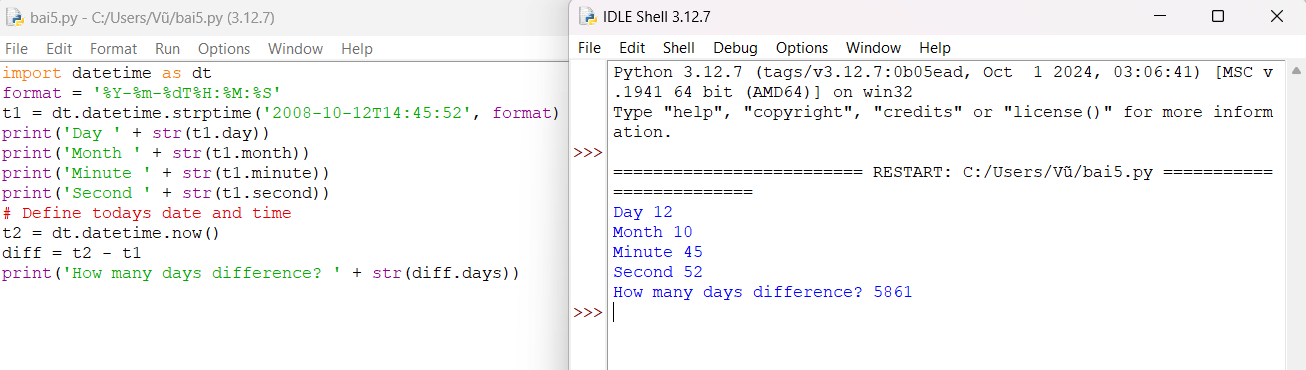 bai5.py - C:/Users/Vũ/bai5.py (3.12.7)
File Edit Format Run Options Window Help
import datetime as dt
format = '%Y-%m-%dT%H:%M:%S'
t1 = dt.datetime.strptime('2008-10-12T14:45:52', format)
print('Day ' + str(t1.day))
print('Month ' + str(t1.month))
print('Minute ' + str(t1.minute))
print('Second ' + str(t1.second))
# Define todays date and time
t2 = dt.datetime.now()
diff = t2 - t1
print('How many days difference? ' + str(diff.days))
IDLE Shell 3.12.7
File Edit Shell Debug Options Window Help
Python 3.12.7 (tags/v3.12.7:0b05ead, Oct  1 2024, 03:06:41) [MSC v
.1941 64 bit (AMD64)] on win32
Type "help", "copyright", "credits" or "license()" for more inform
ation.
>>>
========================= RESTART: C:/Users/Vũ/bai5.py ===========
==============
Day 12
Month 10
Minute 45
Second 52
How many days difference? 5861
>>>